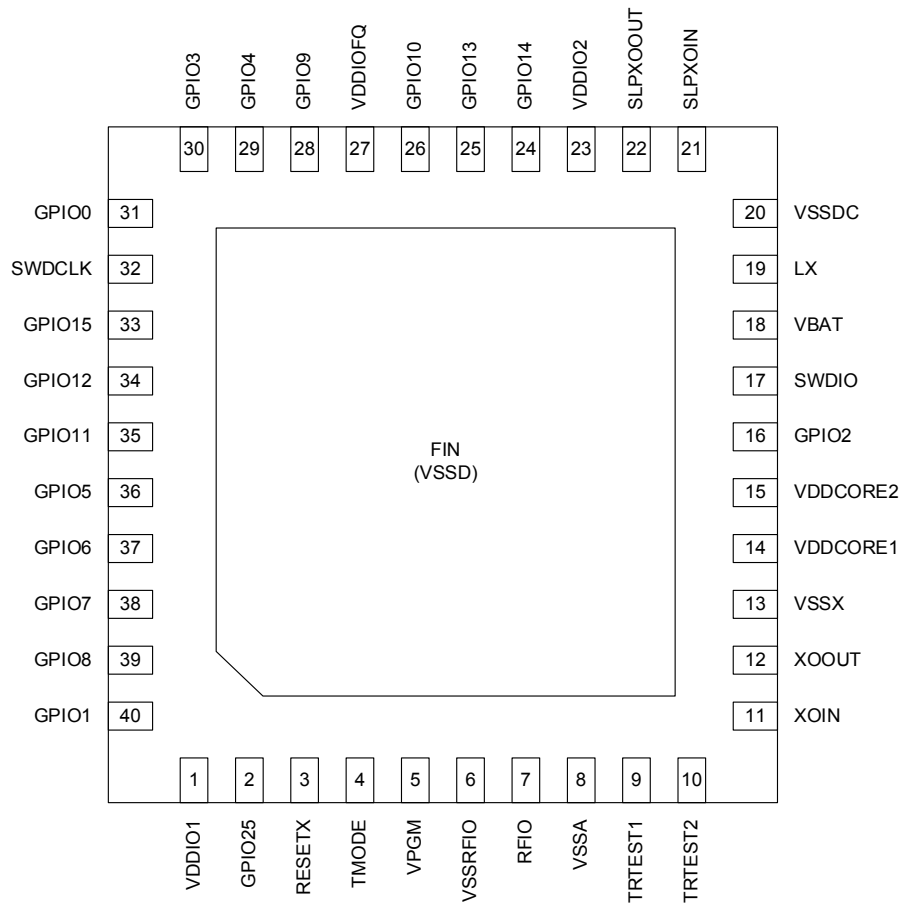 GPIO3
GPIO4
GPIO9
VDDIOFQ
GPIO10
GPIO13
GPIO14
VDDIO2
SLPXOOUT
SLPXOIN
30
29
28
27
26
25
24
23
22
21
GPIO0 31
SWDCLK 32
GPIO15 33
GPIO12 34
GPIO11 35
GPIO5 36
GPIO6 37
GPIO7 38
GPIO8 39
GPIO1 40
FIN
(VSSD)
20 VSSDC
19 LX
18 VBAT
17 SWDIO
16 GPIO2
15 VDDCORE2
14 VDDCORE1
13 VSSX
12 XOOUT
11 XOIN
1
2
3
4
5
6
7
8
9
10
VDDIO1
GPIO25
RESETX
TMODE
VPGM
VSSRFIO
RFIO
VSSA
TRTEST1
TRTEST2